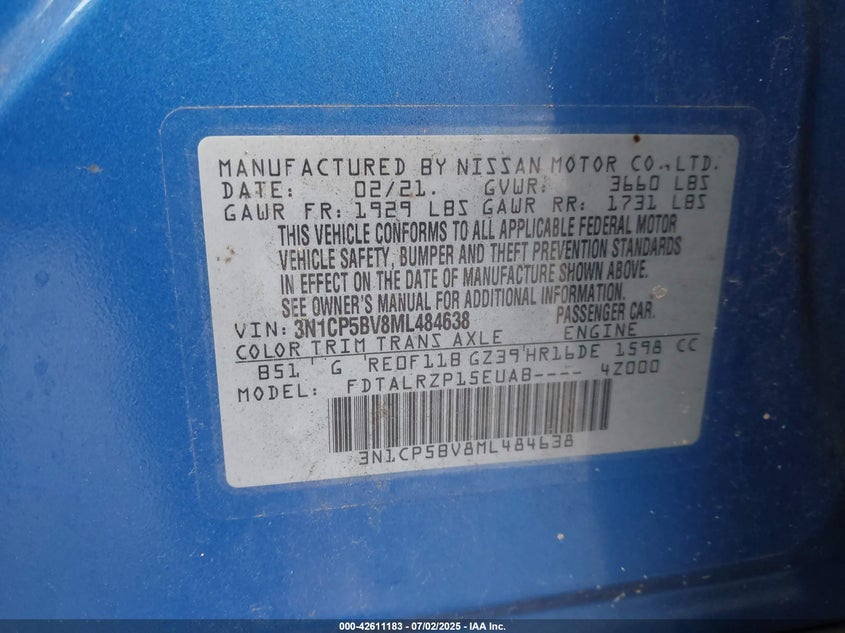 MANUFACTURED BY NISSAN MOTOR CO.,LTD.
DATE: 02/21. GVWR: 3660 LBS
GAWR FR: 1929 LBS GAWR RR: 1731 LBS
THIS VEHICLE CONFORMS TO ALL APPLICABLE FEDERAL MOTOR
VEHICLE SAFETY, BUMPER AND THEFT PREVENTION STANDARDS
IN EFFECT ON THE DATE OF MANUFACTURE SHOWN ABOVE.
SEE OWNER'S MANUAL FOR ADDITIONAL INFORMATION.
VIN: 3N1CP5BV8ML484638 PASSENGER CAR.
COLOR TRIM TRANS AXLE ENGINE
B51 G RE0F11B GZ39 HR16DE 1598 CC
MODEL: FDTALRZP15EUAB---- 4Z000
3N1CP5BV8ML484638
000-42611183 - 07/02/2025 - IAA Inc.